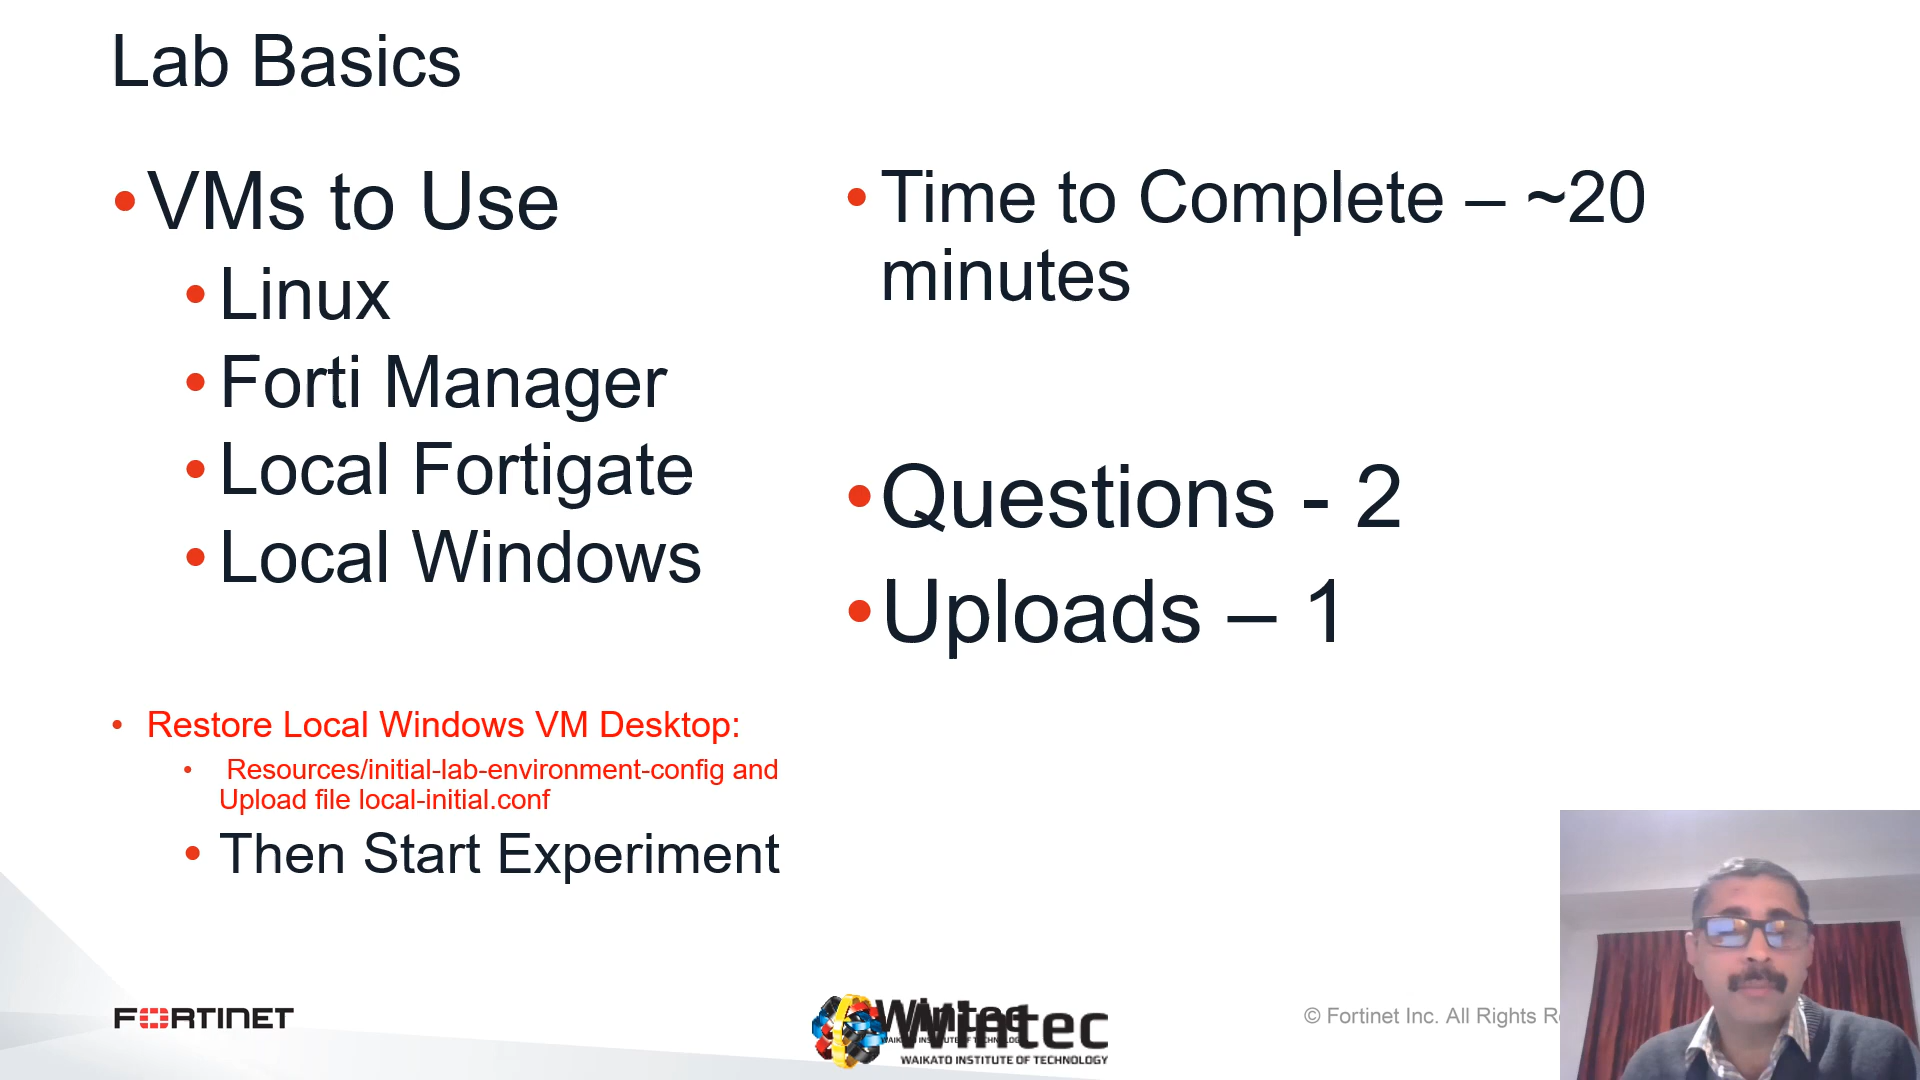 Lab Basics
• VMs to Use
• Linux
• Forti Manager
• Local Fortigate
• Local Windows
• Restore Local Windows VM Desktop:
• Resources/initial-lab-environment-config and
Upload file local-initial.conf
• Then Start Experiment
• Time to Complete – ~20
minutes
• Questions - 2
• Uploads – 1
FORTINET
Wintec
WAIKATO INSTITUTE OF TECHNOLOGY
© Fortinet Inc. All Rights